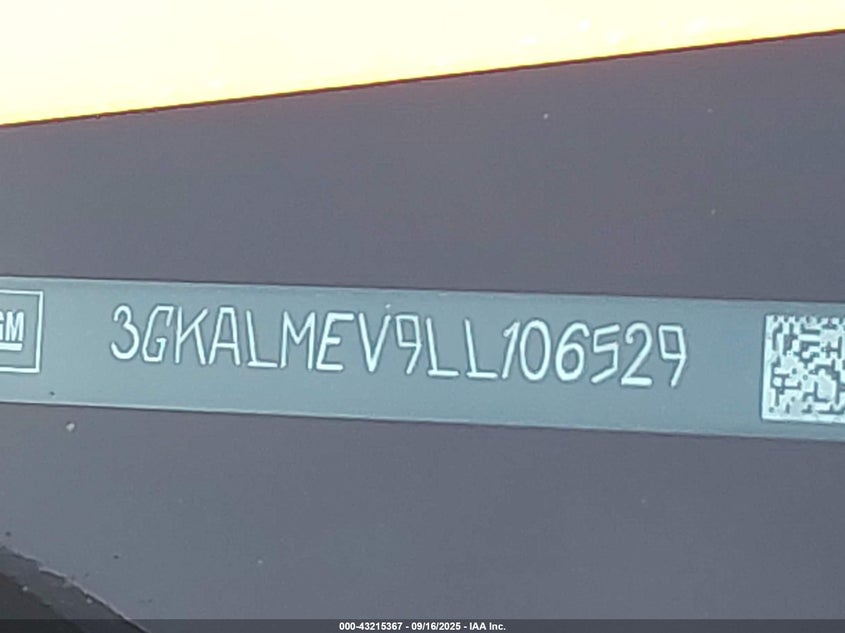 GM
3GKALMEV9LL106529
000-43215367 - 09/16/2025 - IAA Inc.